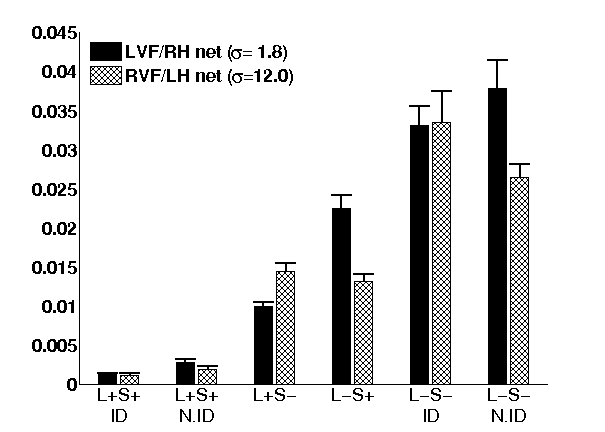 0.045
0.04
0.035
0.03
0.025
0.02
0.015
0.01
0.005
0
LVF/RH net (σ= 1.8)
RVF/LH net (σ=12.0)
L+S+ L+S+ L+S− L−S+ L−S− L−S−
ID N.ID ID N.ID